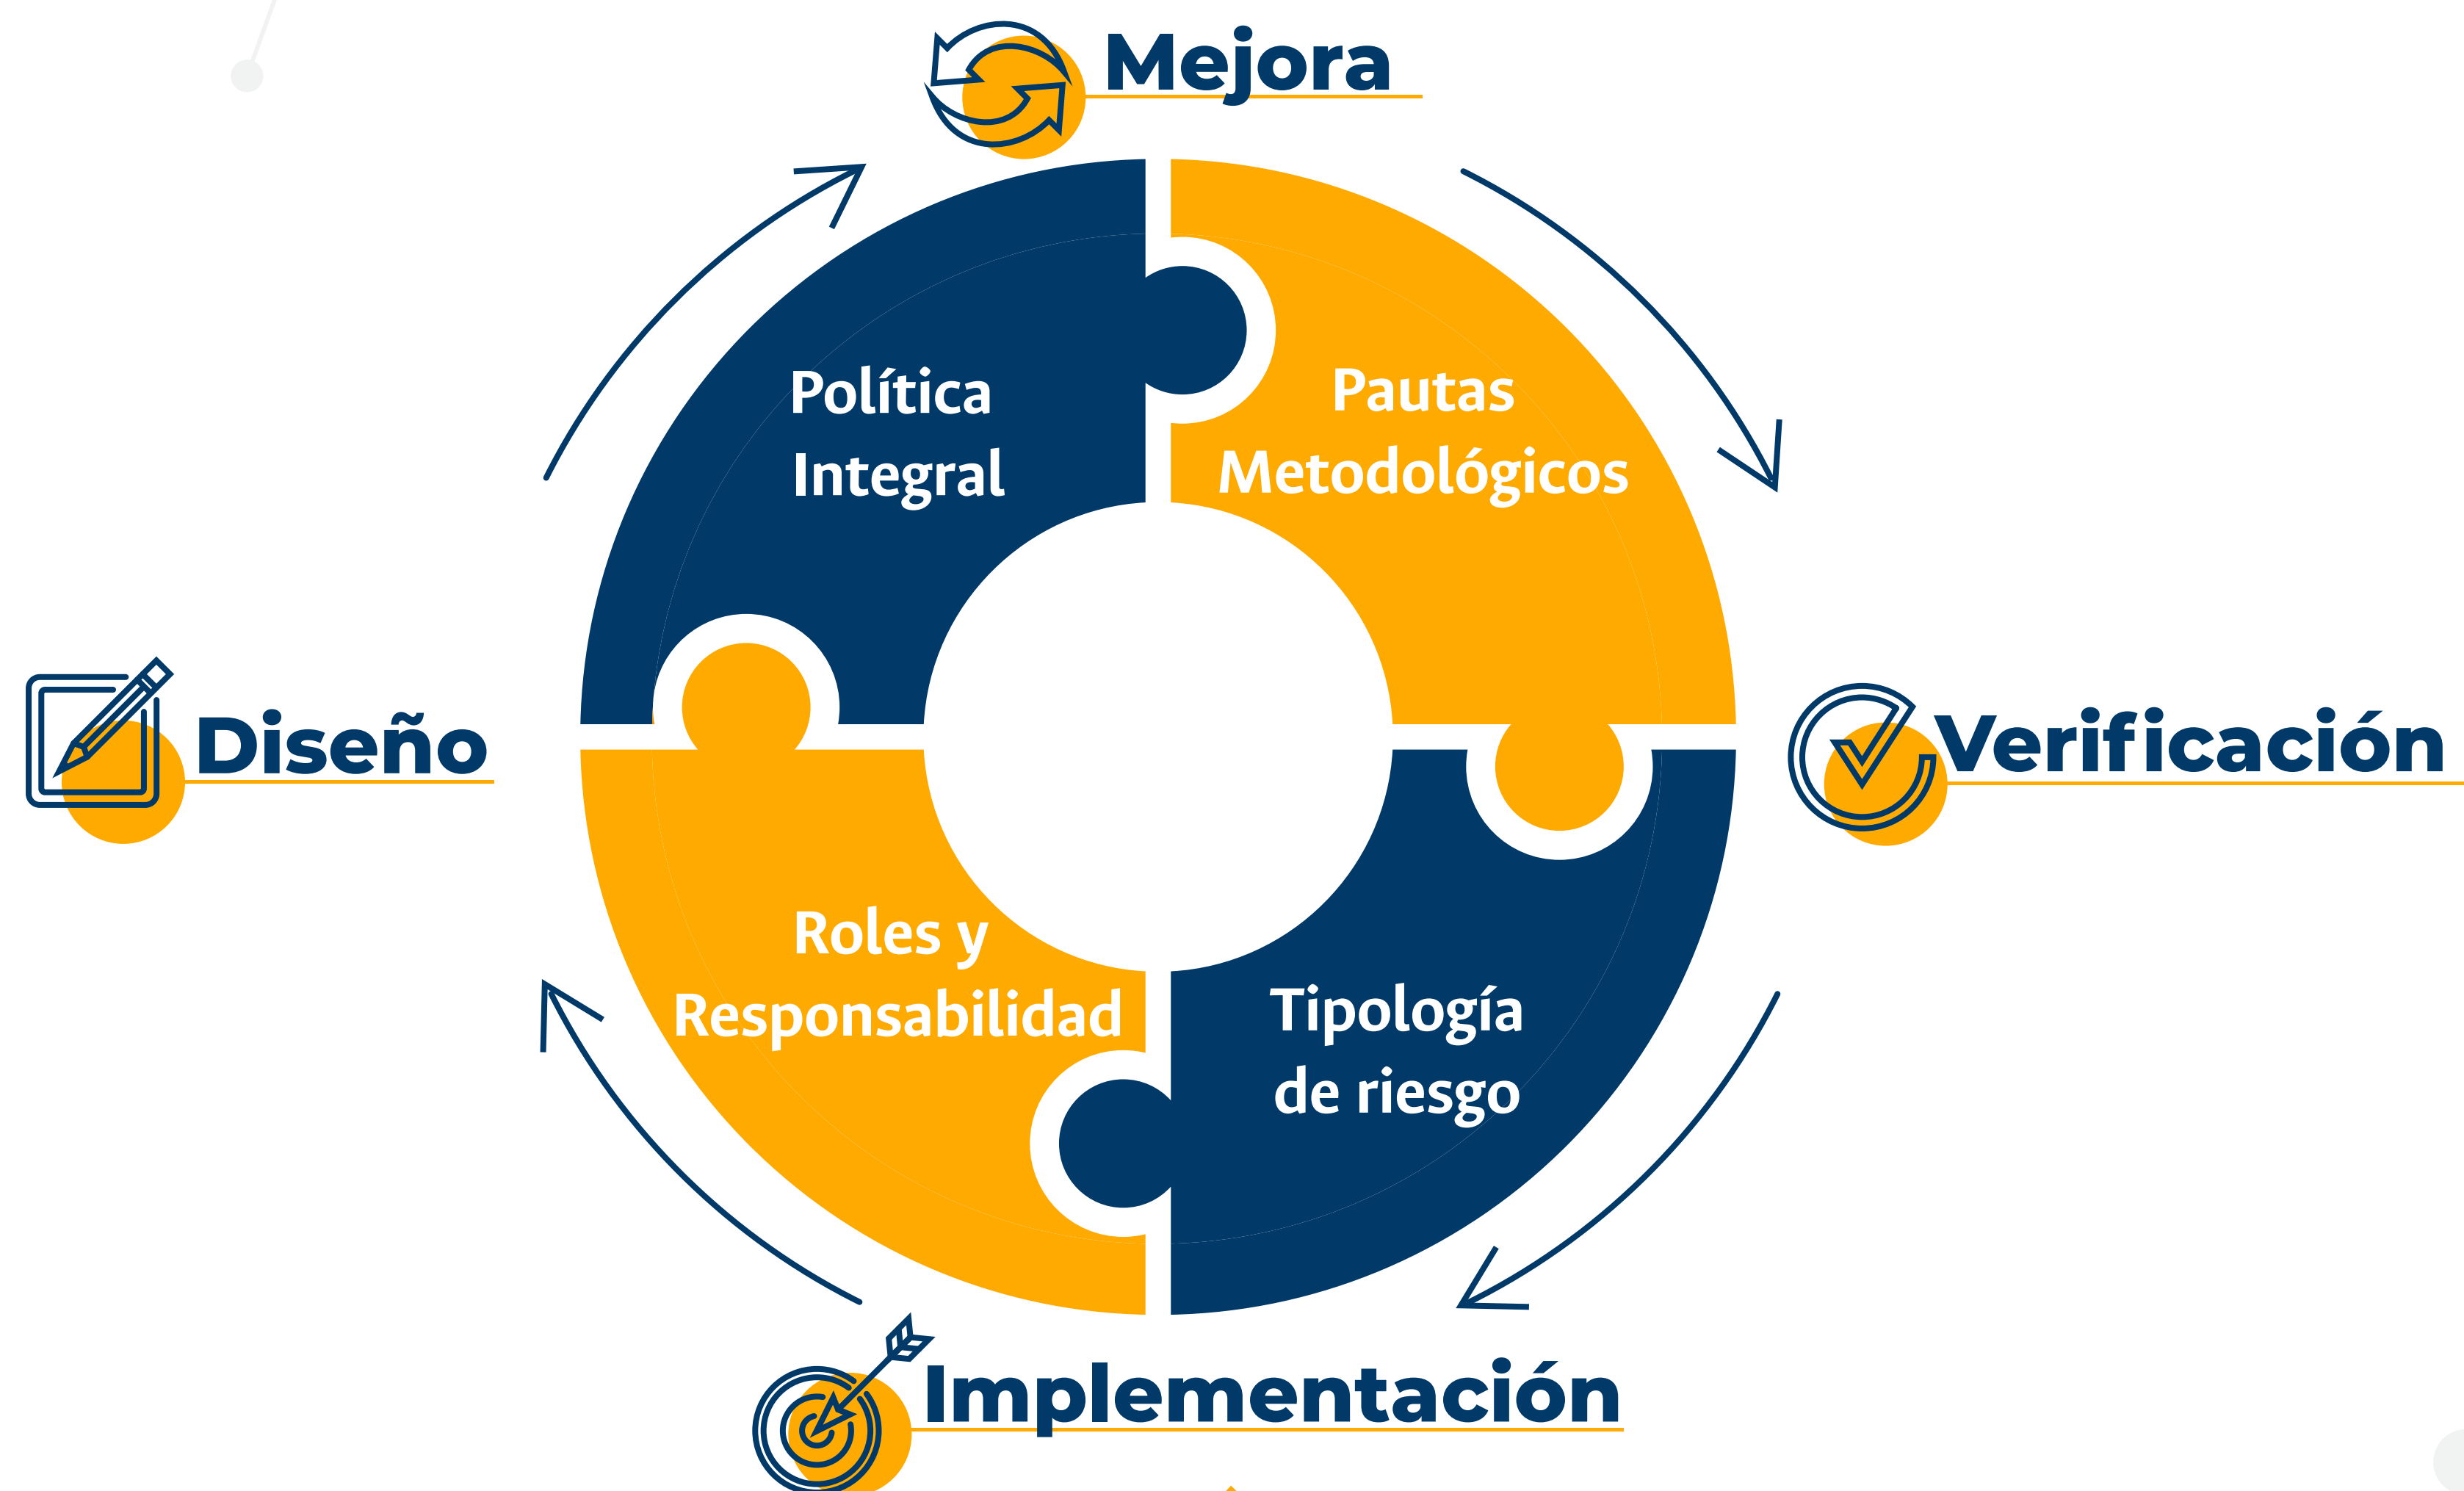 Mejora
Política
Integral
Pautas
Metodológicos
Diseño
Verificación
Roles y
Responsabilidad
Tipología
de riesgo
Implementación